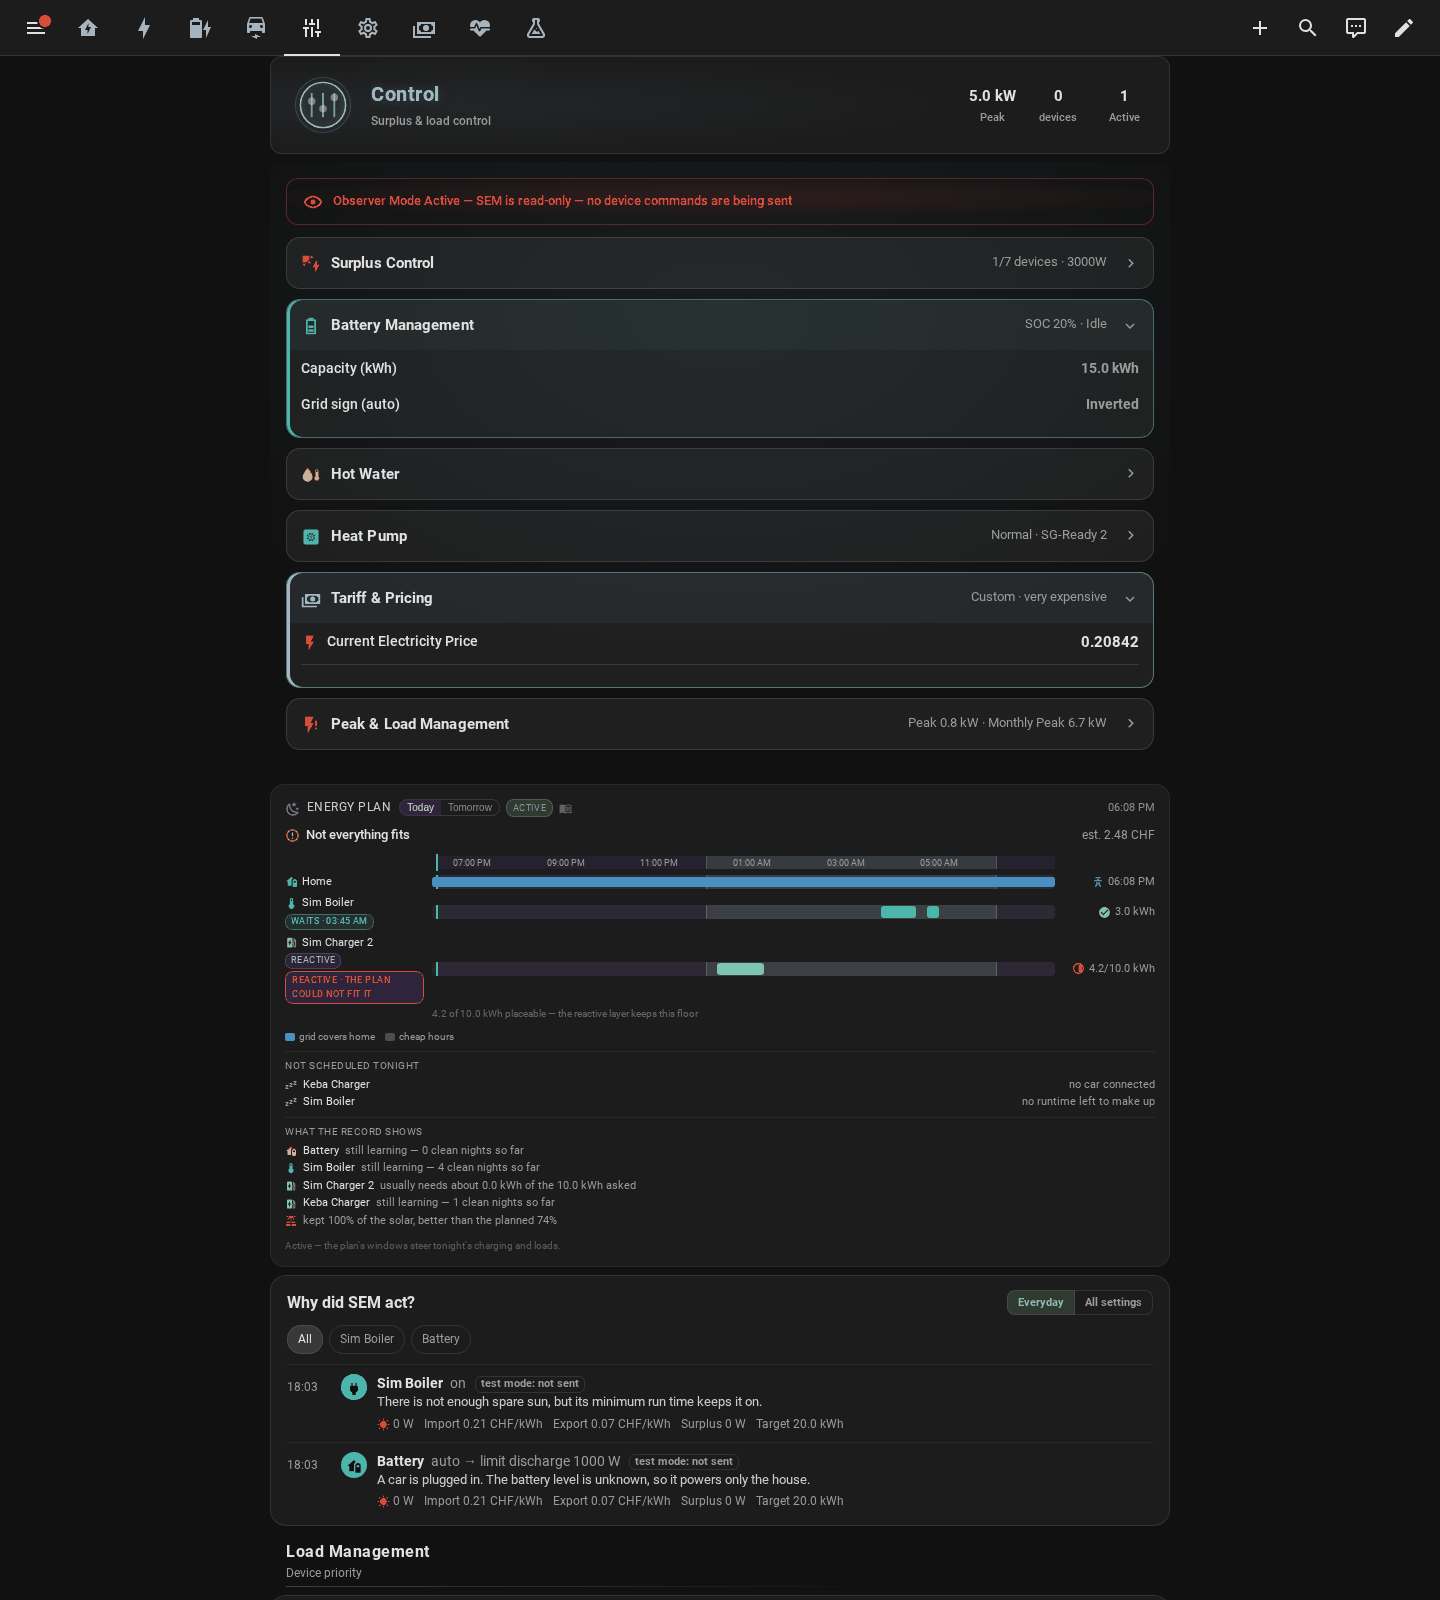 Control
Surplus & load control
5.0 kW
Peak
0
devices
1
Active
Observer Mode Active — SEM is read-only — no device commands are being sent
Surplus Control
1/7 devices · 3000W
Battery Management
SOC 20% · Idle
Capacity (kWh)
15.0 kWh
Grid sign (auto)
Inverted
Hot Water
Heat Pump
Normal · SG-Ready 2
Tariff & Pricing
Custom · very expensive
Current Electricity Price
0.20842
Peak & Load Management
Peak 0.8 kW · Monthly Peak 6.7 kW
ENERGY PLAN
Today
Tomorrow
ACTIVE
06:08 PM
Not everything fits
est. 2.48 CHF
07:00 PM
09:00 PM
11:00 PM
01:00 AM
03:00 AM
05:00 AM
Home
06:08 PM
Sim Boiler
WAITS · 03:45 AM
3.0 kWh
Sim Charger 2
REACTIVE
REACTIVE · THE PLAN
COULD NOT FIT IT
4.2/10.0 kWh
4.2 of 10.0 kWh placeable — the reactive layer keeps this floor
grid covers home
cheap hours
NOT SCHEDULED TONIGHT
Keba Charger
no car connected
Sim Boiler
no runtime left to make up
WHAT THE RECORD SHOWS
Battery still learning — 0 clean nights so far
Sim Boiler still learning — 4 clean nights so far
Sim Charger 2 usually needs about 0.0 kWh of the 10.0 kWh asked
Keba Charger still learning — 1 clean nights so far
kept 100% of the solar, better than the planned 74%
Active — the plan's windows steer tonight's charging and loads.
Why did SEM act?
Everyday
All settings
All
Sim Boiler
Battery
18:03
Sim Boiler on test mode: not sent
There is not enough spare sun, but its minimum run time keeps it on.
0 W Import 0.21 CHF/kWh Export 0.07 CHF/kWh Surplus 0 W Target 20.0 kWh
18:03
Battery auto → limit discharge 1000 W test mode: not sent
A car is plugged in. The battery level is unknown, so it powers only the house.
0 W Import 0.21 CHF/kWh Export 0.07 CHF/kWh Surplus 0 W Target 20.0 kWh
Load Management
Device priority